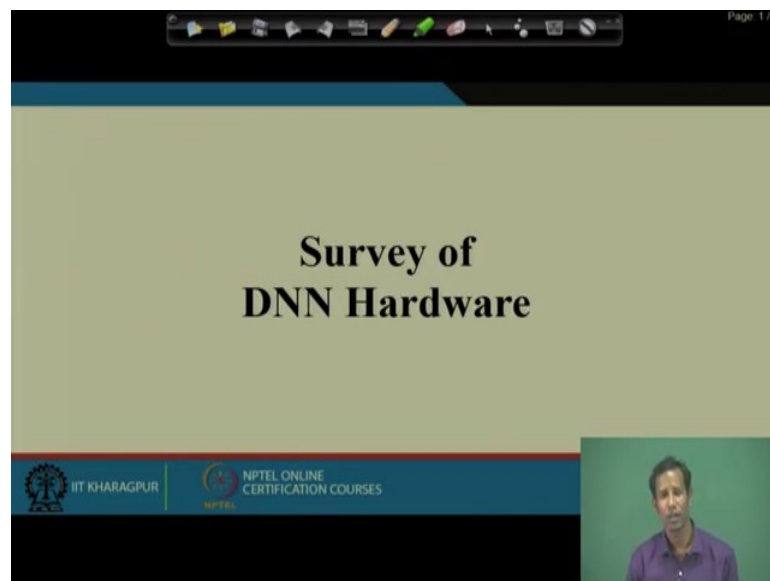 Page: 1 /
Survey of
DNN Hardware
IIT KHARAGPUR
NPTEL ONLINE
CERTIFICATION COURSES
NPTEL